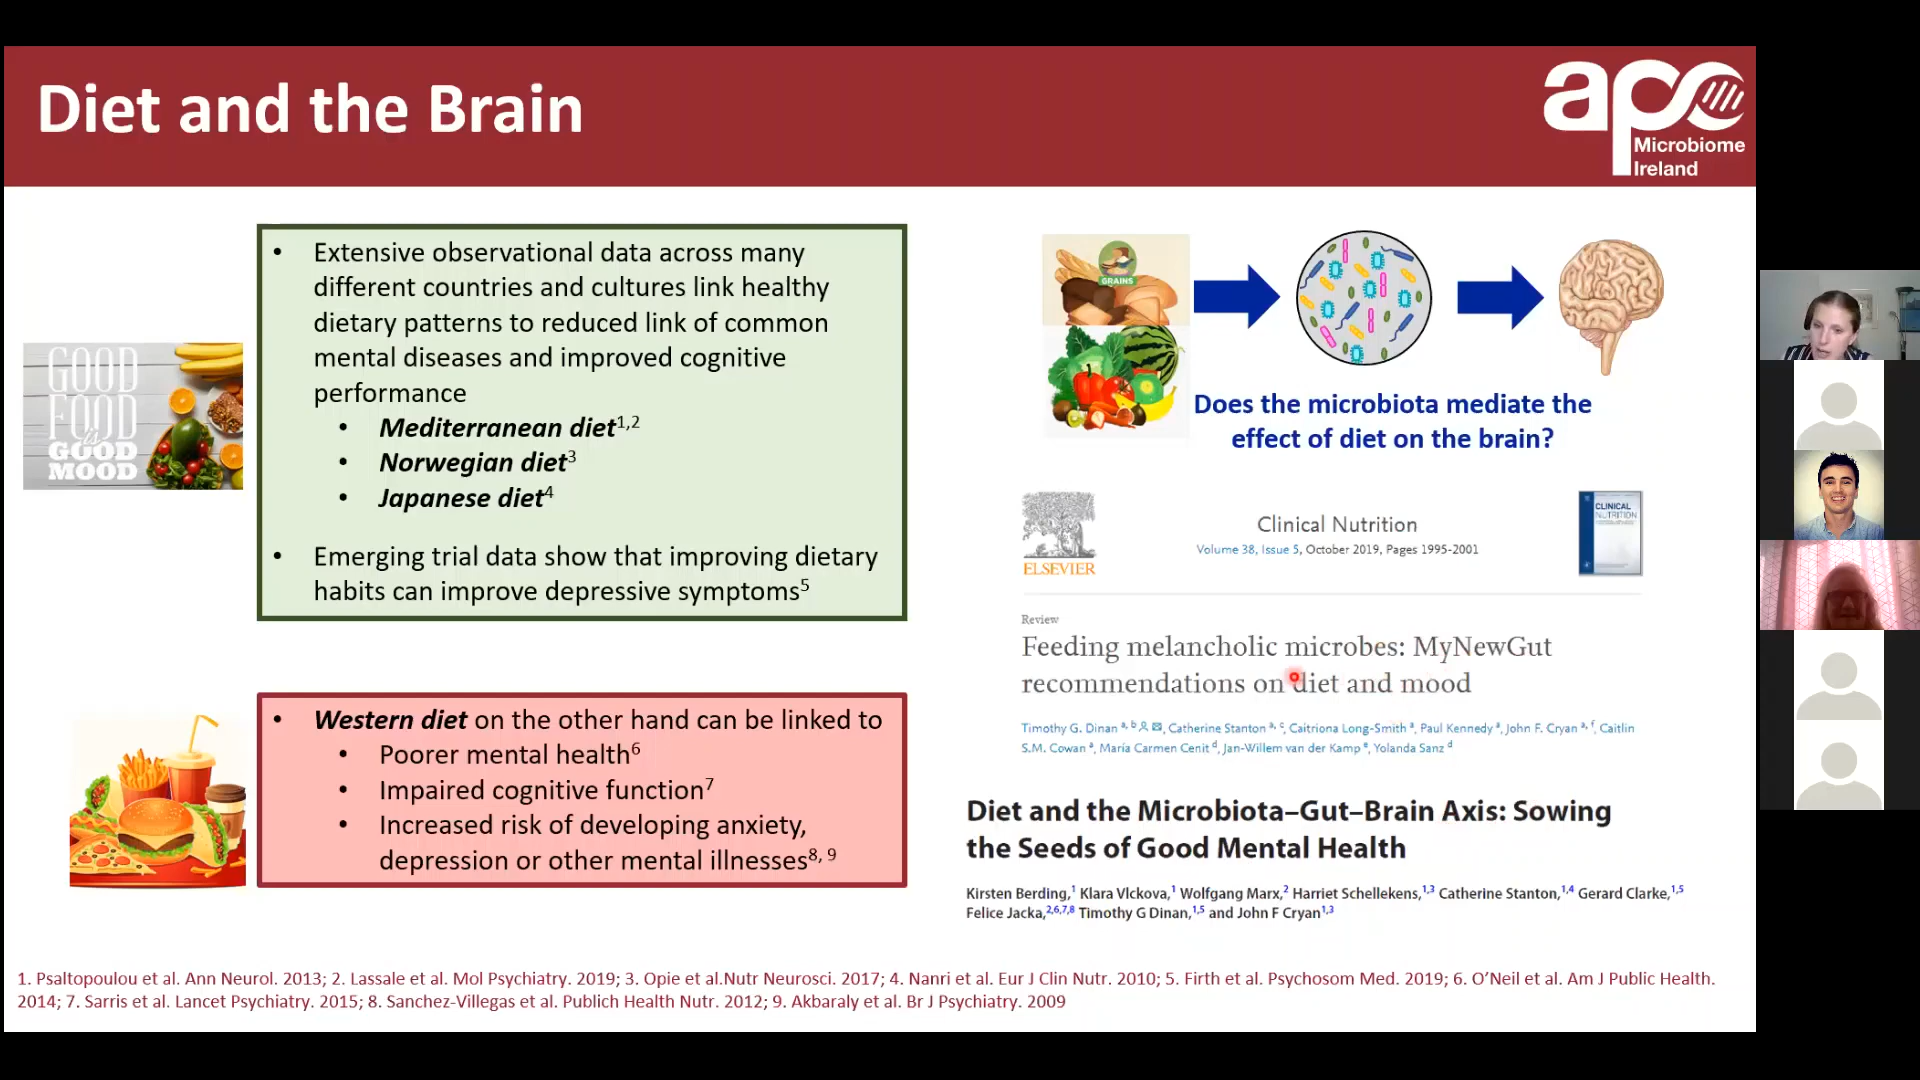 Diet and the Brain
apc
Microbiome
Ireland
• Extensive observational data across many
different countries and cultures link healthy
dietary patterns to reduced link of common
mental diseases and improved cognitive
performance
• Mediterranean diet1,2
• Norwegian diet3
• Japanese diet4
• Emerging trial data show that improving dietary
habits can improve depressive symptoms5
GOOD
FOOD
is
GOOD
MOOD
• Western diet on the other hand can be linked to
• Poorer mental health6
• Impaired cognitive function7
• Increased risk of developing anxiety,
depression or other mental illnesses8, 9
GRAINS
Does the microbiota mediate the
effect of diet on the brain?
ELSEVIER
Clinical Nutrition
Volume 38, Issue 5, October 2019, Pages 1995-2001
CLINICAL
NUTRITION
Review
Feeding melancholic microbes: MyNewGut
recommendations on diet and mood
Timothy G. Dinan a, b, Catherine Stanton a, c, Caitriona Long-Smith a, Paul Kennedy a, John F. Cryan a, f, Caitlin
S.M. Cowan a, María Carmen Cenit d, Jan-Willem van der Kamp e, Yolanda Sanz d
Diet and the Microbiota–Gut–Brain Axis: Sowing
the Seeds of Good Mental Health
Kirsten Berding,1 Klara Vlckova,1 Wolfgang Marx,2 Harriet Schellekens,1,3 Catherine Stanton,1,4 Gerard Clarke,1,5
Felice Jacka,2,6,7,8 Timothy G Dinan,1,5 and John F Cryan1,3
1. Psaltopoulou et al. Ann Neurol. 2013; 2. Lassale et al. Mol Psychiatry. 2019; 3. Opie et al.Nutr Neurosci. 2017; 4. Nanri et al. Eur J Clin Nutr. 2010; 5. Firth et al. Psychosom Med. 2019; 6. O’Neil et al. Am J Public Health.
2014; 7. Sarris et al. Lancet Psychiatry. 2015; 8. Sanchez-Villegas et al. Publich Health Nutr. 2012; 9. Akbaraly et al. Br J Psychiatry. 2009